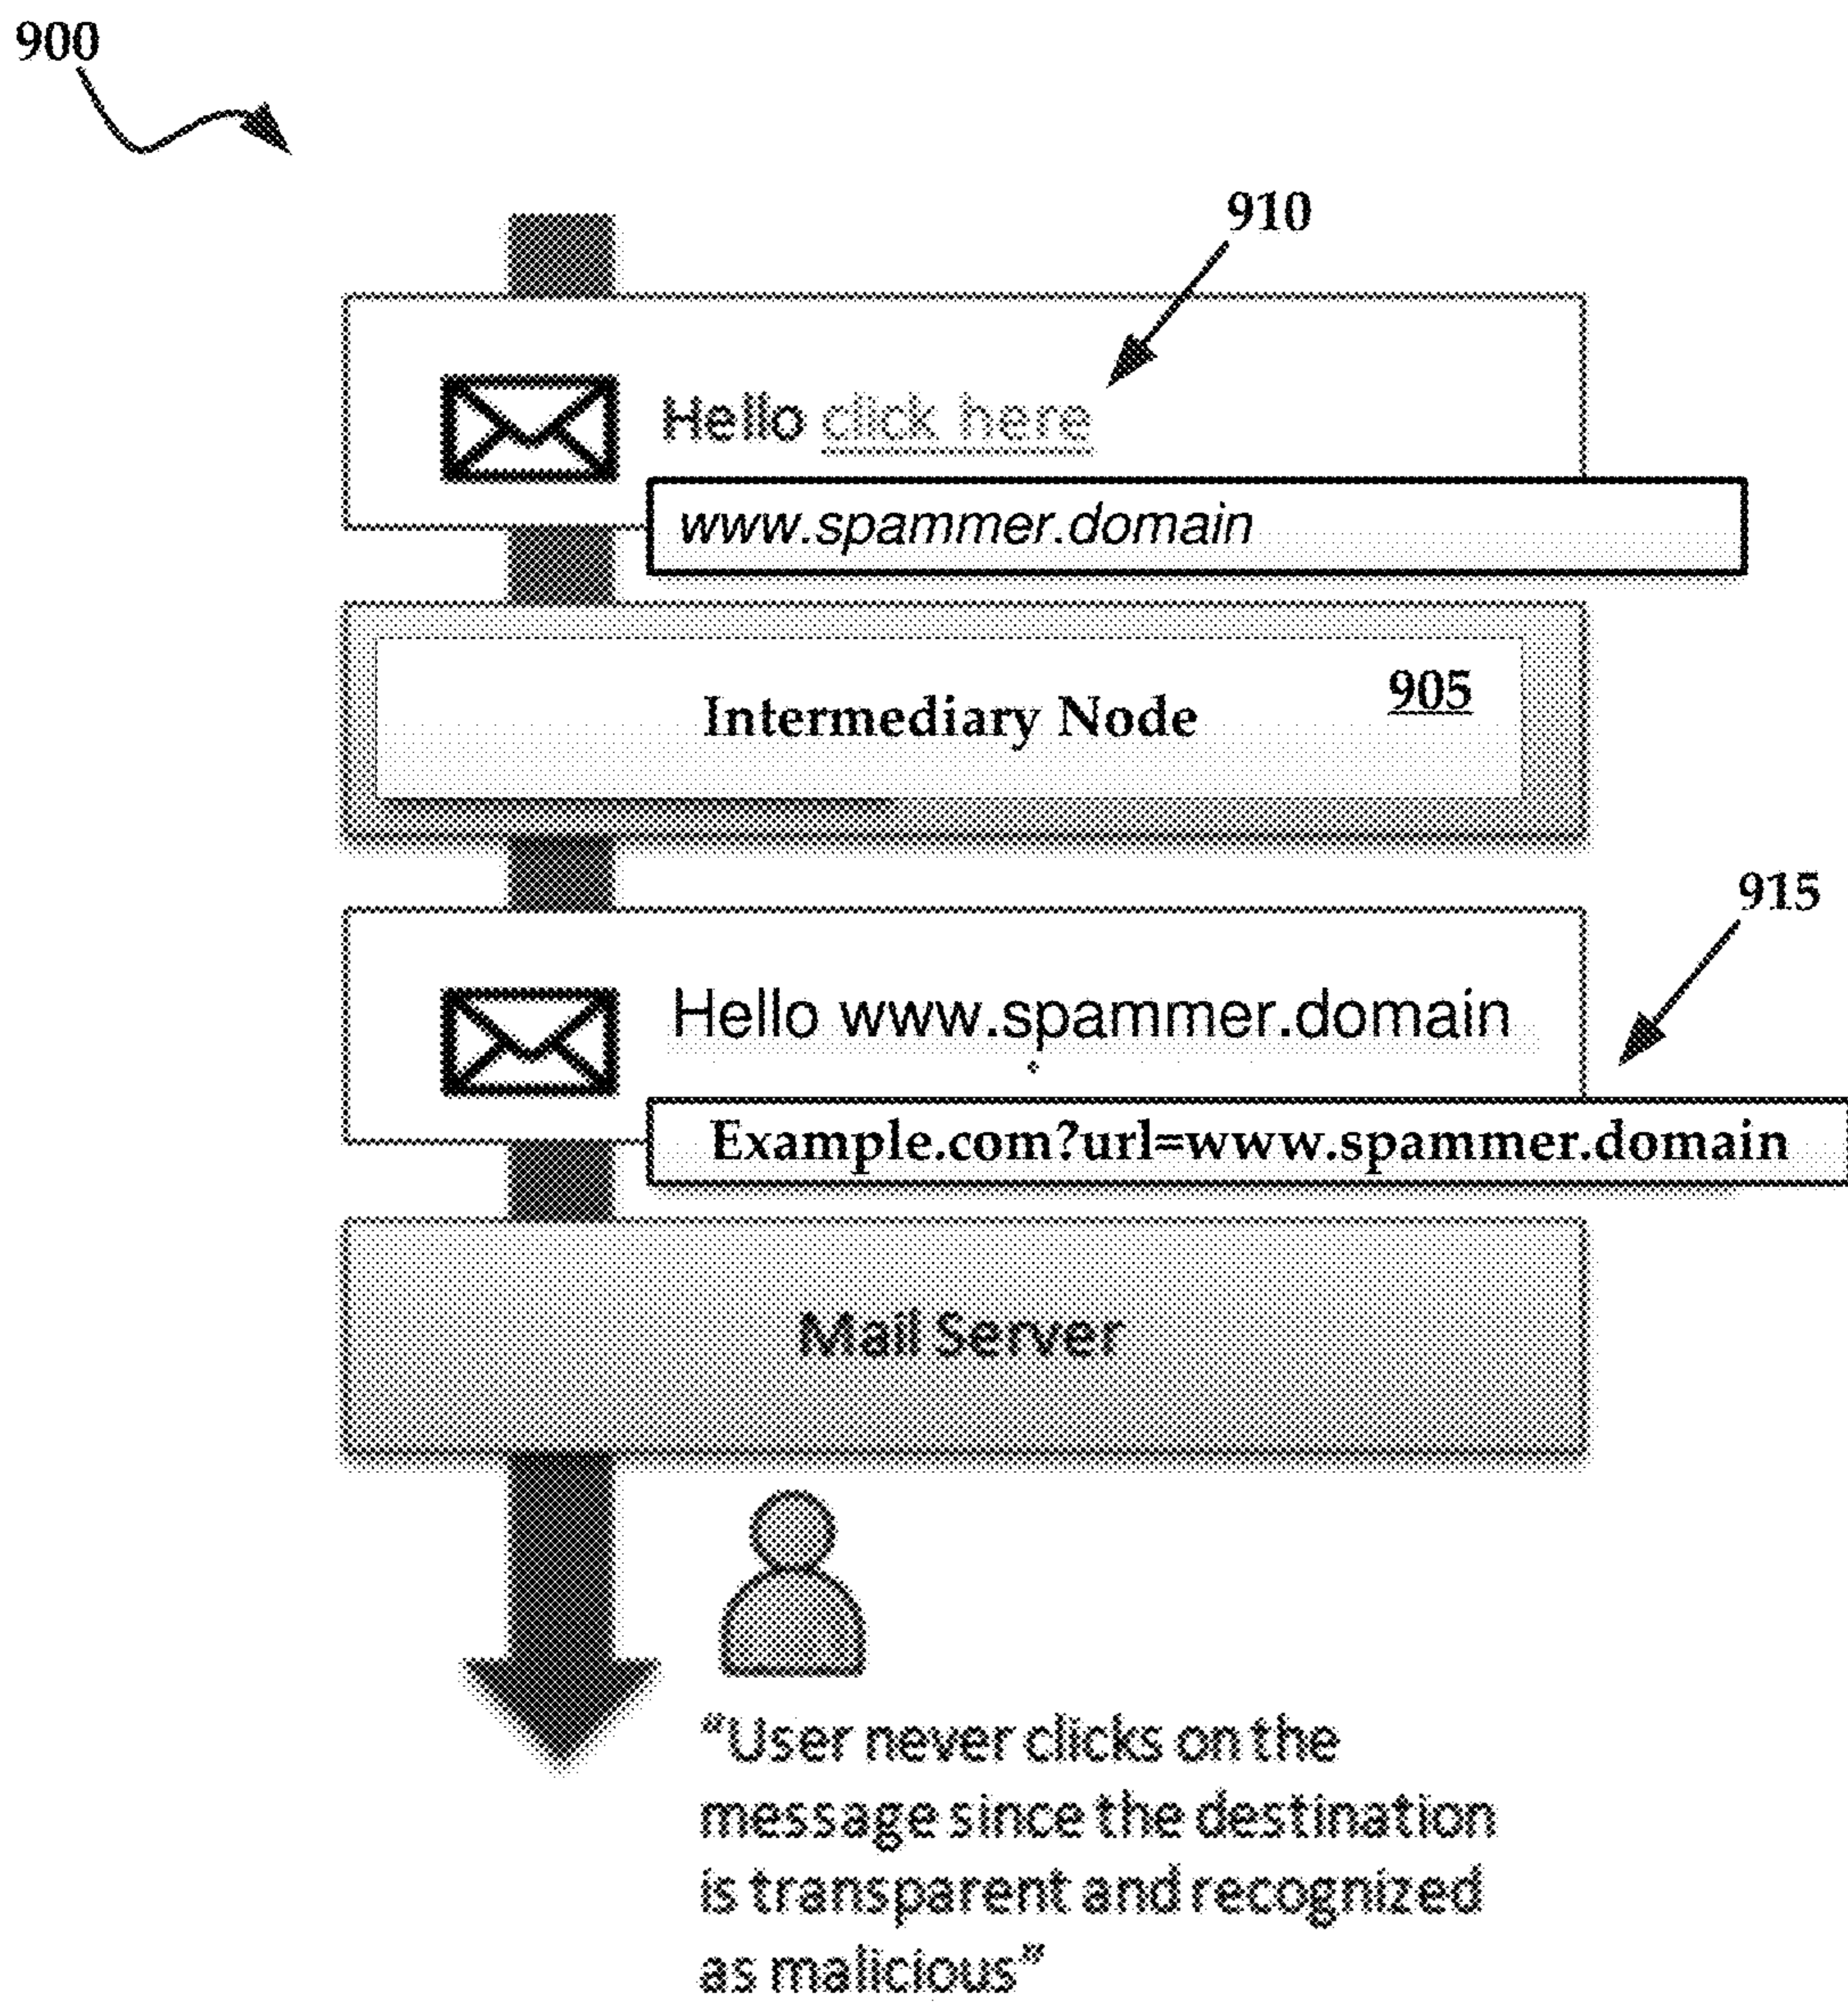 900
910
Hello click here
www.spammer.domain
Intermediary Node
905
915
Hello www.spammer.domain
Example.com?url=www.spammer.domain
Mail Server
“User never clicks on the
message since the destination
is transparent and recognized
as malicious”